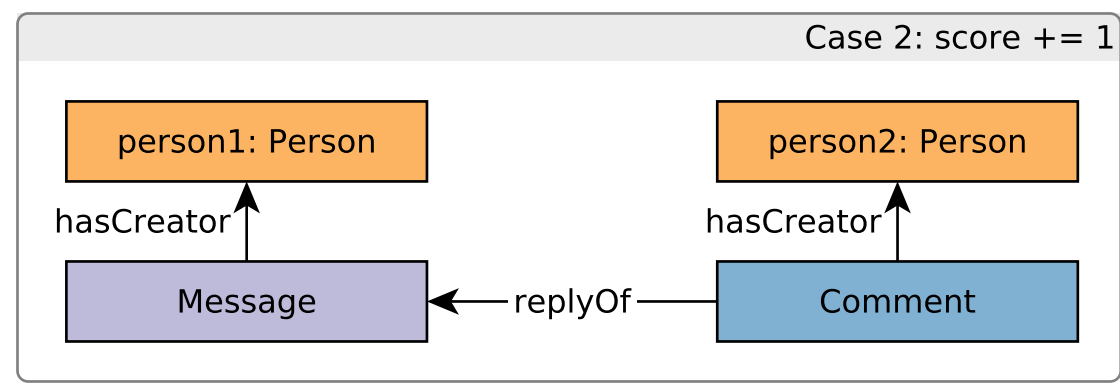 Case 2: score += 1
person1: Person
person2: Person
hasCreator
hasCreator
Message
replyOf
Comment